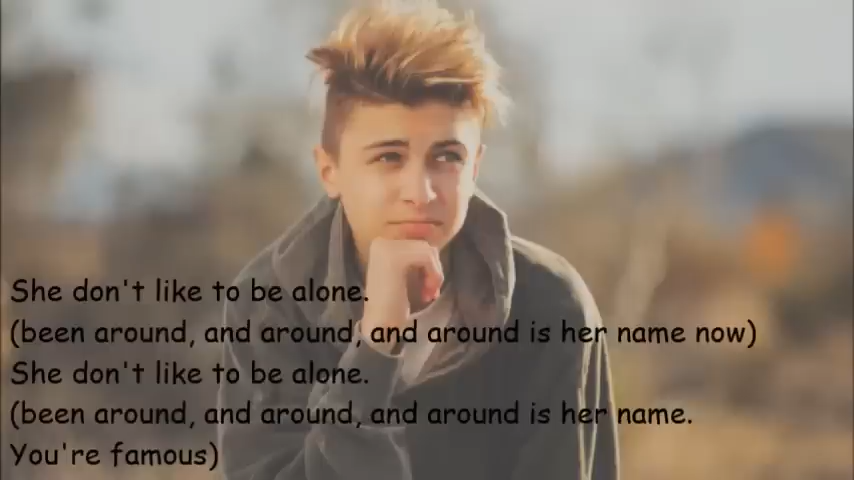 She don't like to be alone.
(been around, and around, and around is her name now)
She don't like to be alone.
(been around, and around, and around is her name.
You're famous)